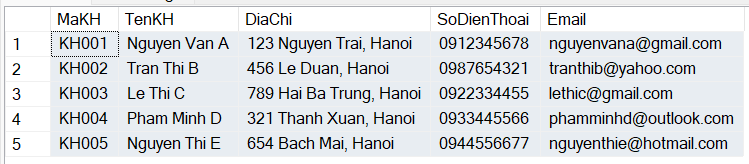 MaKH TenKH DiaChi SoDienThoai Email
1 KH001 Nguyen Van A 123 Nguyen Trai, Hanoi 0912345678 nguyenvana@gmail.com
2 KH002 Tran Thi B 456 Le Duan, Hanoi 0987654321 tranthib@yahoo.com
3 KH003 Le Thi C 789 Hai Ba Trung, Hanoi 0922334455 lethic@gmail.com
4 KH004 Pham Minh D 321 Thanh Xuan, Hanoi 0933445566 phamminhd@outlook.com
5 KH005 Nguyen Thi E 654 Bach Mai, Hanoi 0944556677 nguyenthie@hotmail.com